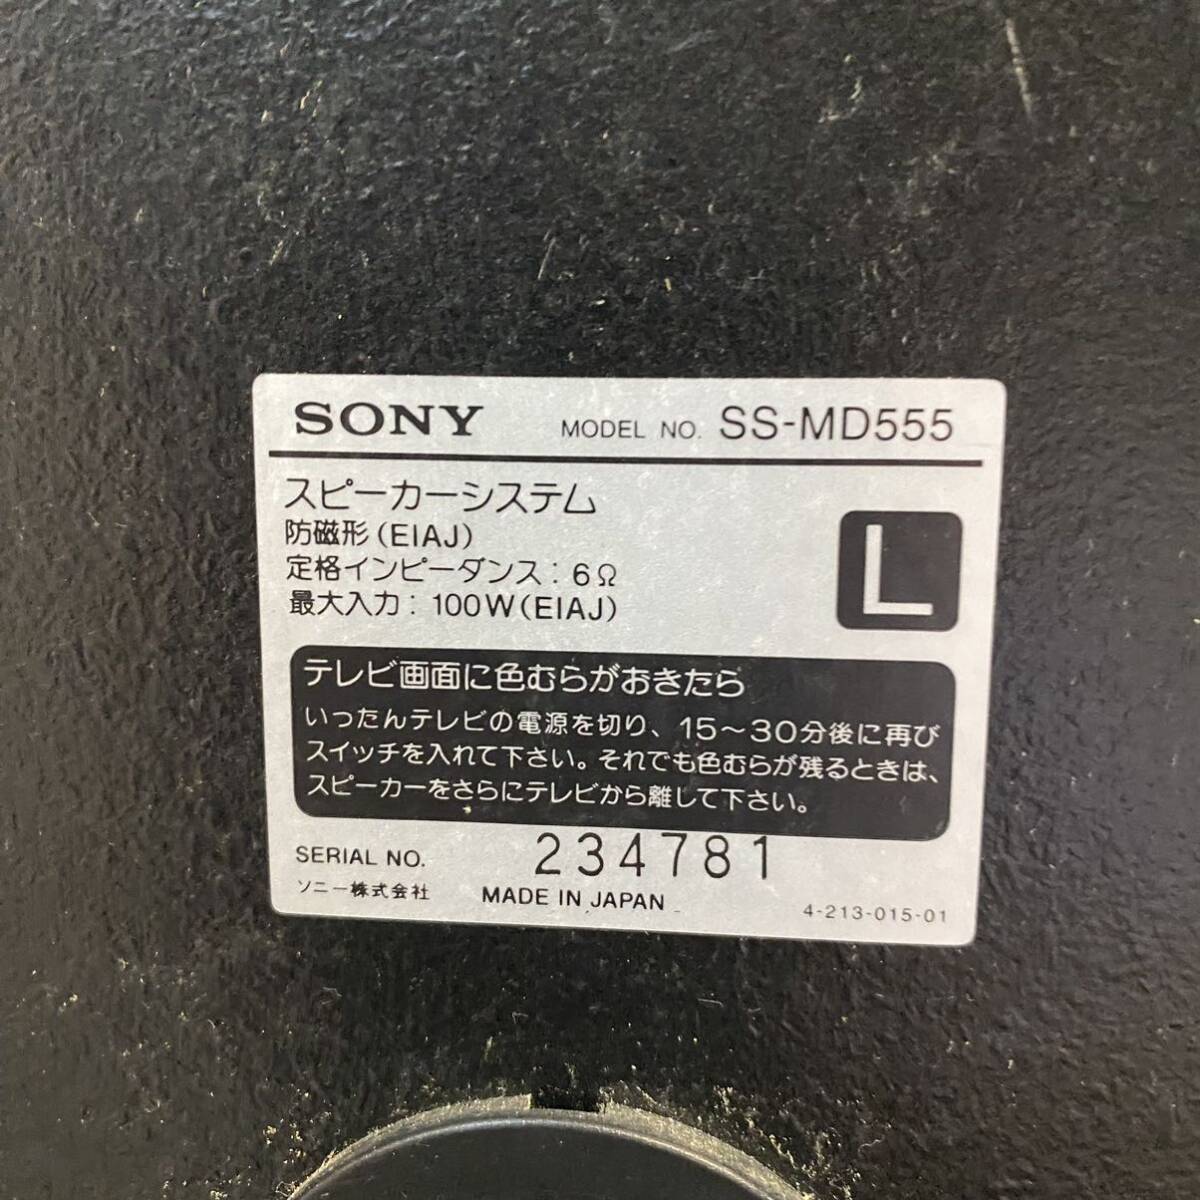 SONY MODEL NO. SS-MD555
スピーカーシステム
防磁形(EIAJ)
定格インピーダンス:6Ω
最大入力:100W(EIAJ)
L
テレビ画面に色むらがおきたら
いったんテレビの電源を切り、15〜30分後に再び
スイッチを入れて下さい。それでも色むらが残るときは、
スピーカーをさらにテレビから離して下さい。
SERIAL NO. 234781
ソニー株式会社 MADE IN JAPAN 4-213-015-01